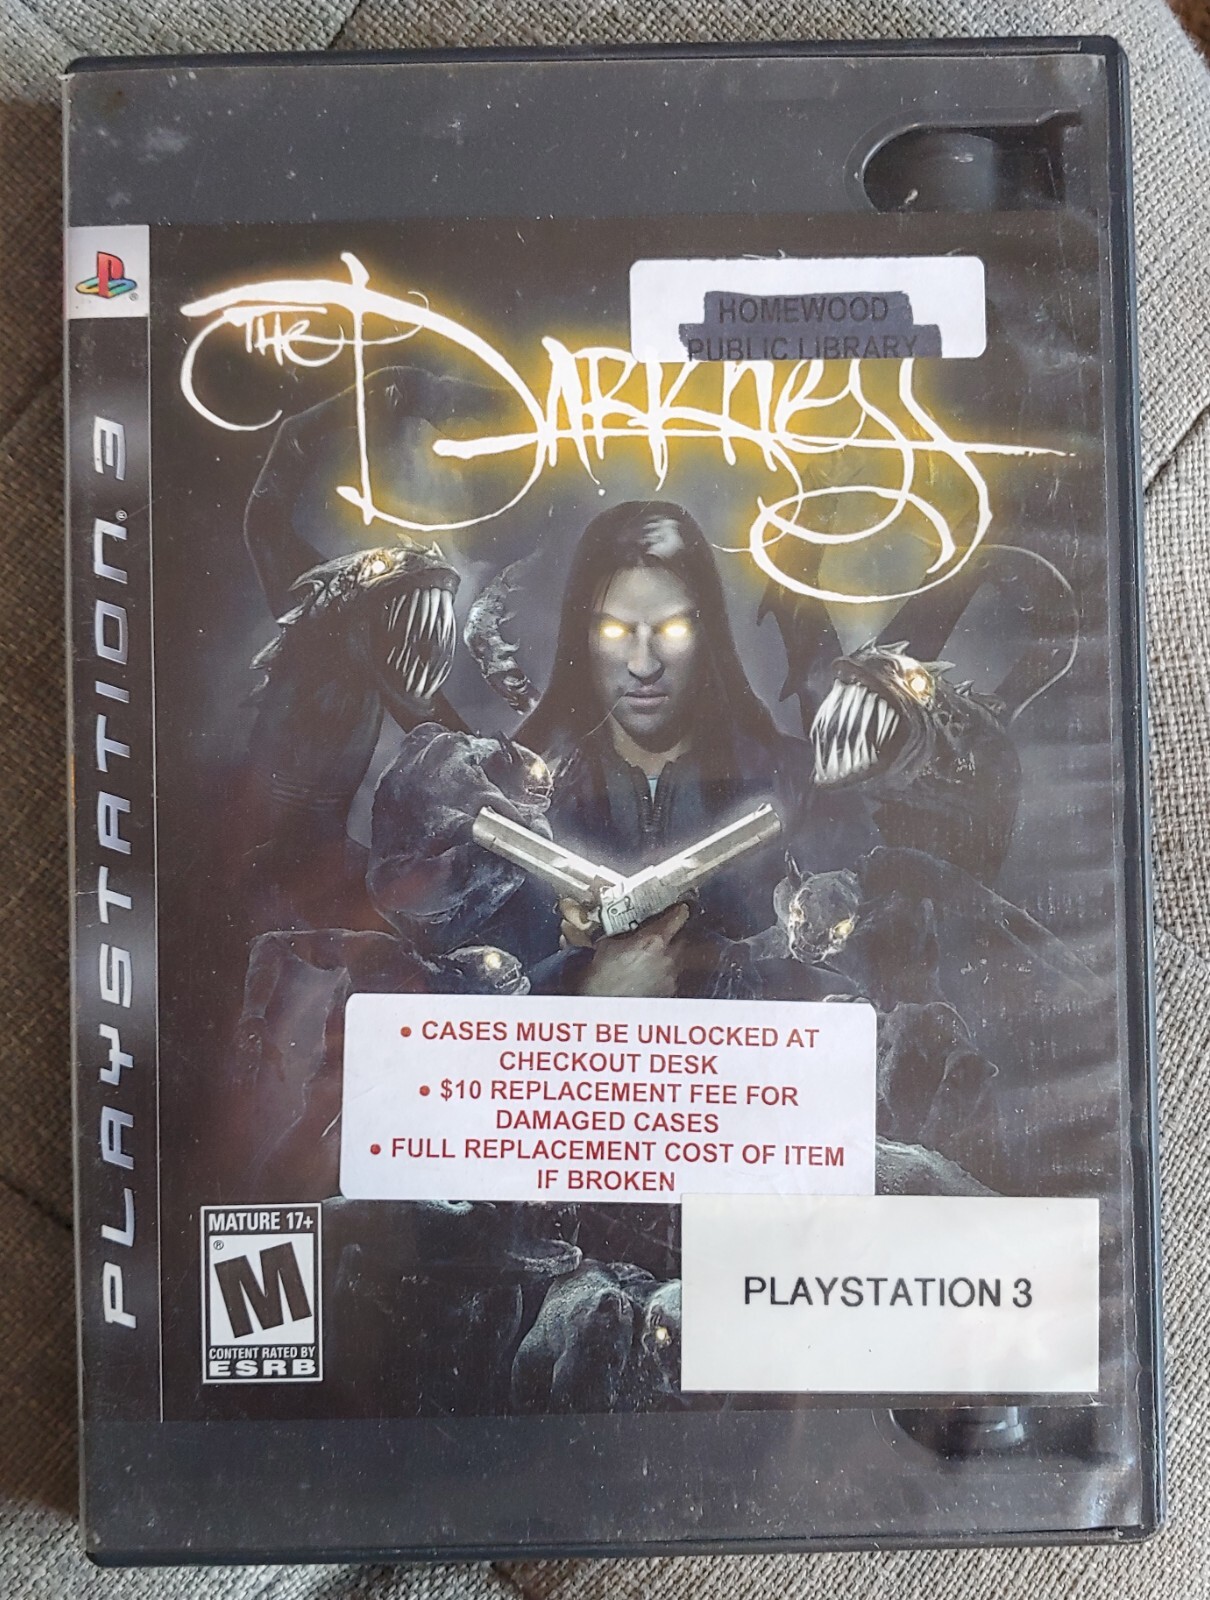 HOMEWOOD
PUBLIC LIBRARY
THE DARKNESS
PLAYSTATION®3
• CASES MUST BE UNLOCKED AT
CHECKOUT DESK
• $10 REPLACEMENT FEE FOR
DAMAGED CASES
• FULL REPLACEMENT COST OF ITEM
IF BROKEN
MATURE 17+
®
M
CONTENT RATED BY
ESRB
PLAYSTATION 3